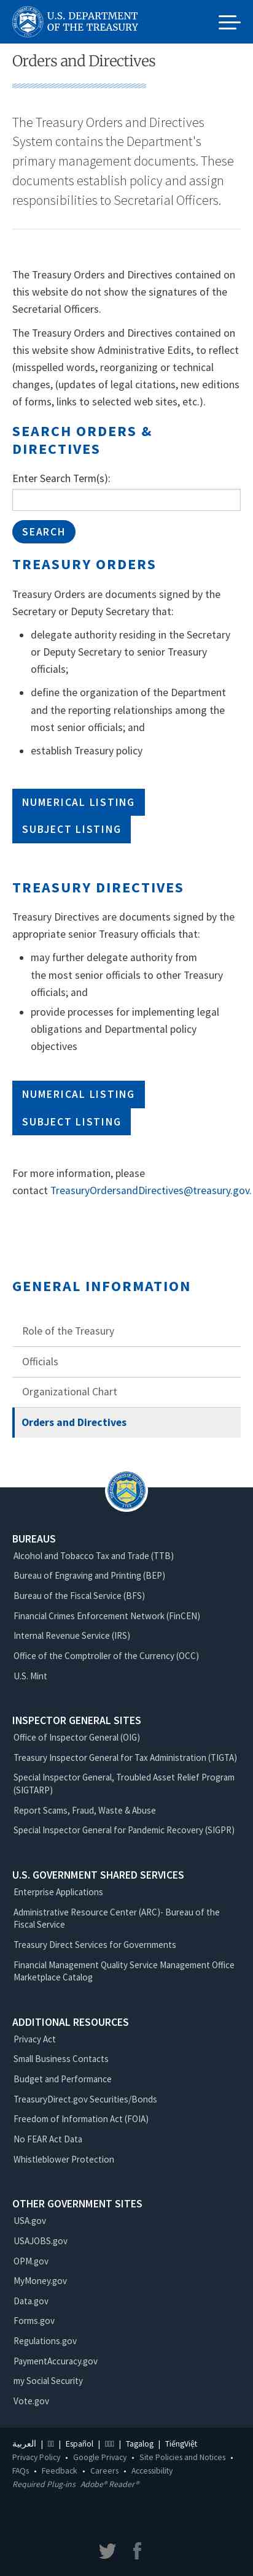 U.S. DEPARTMENT
OF THE TREASURY
Orders and Directives
The Treasury Orders and Directives
System contains the Department's
primary management documents. These
documents establish policy and assign
responsibilities to Secretarial Officers.
The Treasury Orders and Directives contained on
this website do not show the signatures of the
Secretarial Officers.
The Treasury Orders and Directives contained on
this website show Administrative Edits, to reflect
(misspelled words, reorganizing or technical
changes, (updates of legal citations, new editions
of forms, links to selected web sites, etc.).
SEARCH ORDERS &
DIRECTIVES
Enter Search Term(s):
SEARCH
TREASURY ORDERS
Treasury Orders are documents signed by the
Secretary or Deputy Secretary that:
• delegate authority residing in the Secretary
or Deputy Secretary to senior Treasury
officials;
• define the organization of the Department
and the reporting relationships among the
most senior officials; and
• establish Treasury policy
NUMERICAL LISTING
SUBJECT LISTING
TREASURY DIRECTIVES
Treasury Directives are documents signed by the
appropriate senior Treasury officials that:
• may further delegate authority from
the most senior officials to other Treasury
officials; and
• provide processes for implementing legal
obligations and Departmental policy
objectives
NUMERICAL LISTING
SUBJECT LISTING
For more information, please
contact TreasuryOrdersandDirectives@treasury.gov.
GENERAL INFORMATION
Role of the Treasury
Officials
Organizational Chart
Orders and Directives
BUREAUS
Alcohol and Tobacco Tax and Trade (TTB)
Bureau of Engraving and Printing (BEP)
Bureau of the Fiscal Service (BFS)
Financial Crimes Enforcement Network (FinCEN)
Internal Revenue Service (IRS)
Office of the Comptroller of the Currency (OCC)
U.S. Mint
INSPECTOR GENERAL SITES
Office of Inspector General (OIG)
Treasury Inspector General for Tax Administration (TIGTA)
Special Inspector General, Troubled Asset Relief Program
(SIGTARP)
Report Scams, Fraud, Waste & Abuse
Special Inspector General for Pandemic Recovery (SIGPR)
U.S. GOVERNMENT SHARED SERVICES
Enterprise Applications
Administrative Resource Center (ARC)- Bureau of the
Fiscal Service
Treasury Direct Services for Governments
Financial Management Quality Service Management Office
Marketplace Catalog
ADDITIONAL RESOURCES
Privacy Act
Small Business Contacts
Budget and Performance
TreasuryDirect.gov Securities/Bonds
Freedom of Information Act (FOIA)
No FEAR Act Data
Whistleblower Protection
OTHER GOVERNMENT SITES
USA.gov
USAJOBS.gov
OPM.gov
MyMoney.gov
Data.gov
Forms.gov
Regulations.gov
PaymentAccuracy.gov
my Social Security
Vote.gov
العربية | | Español | | Tagalog | TiếngViệt
Privacy Policy • Google Privacy • Site Policies and Notices •
FAQs • Feedback • Careers • Accessibility
Required Plug-ins Adobe® Reader®